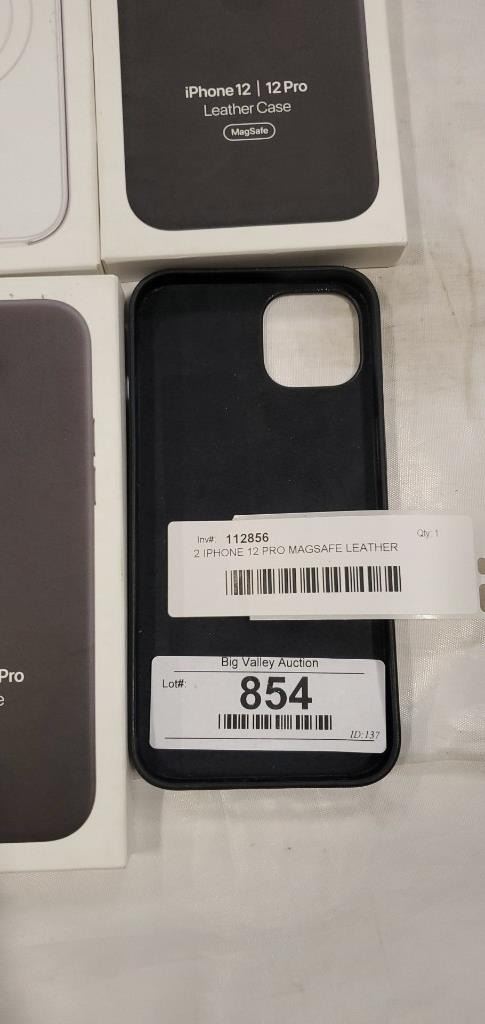 iPhone 12 | 12 Pro
Leather Case
MagSafe
Inv#: 112856
Qty: 1
2 IPHONE 12 PRO MAGSAFE LEATHER
Pro
e
Big Valley Auction
Lot#: 854
ID:137